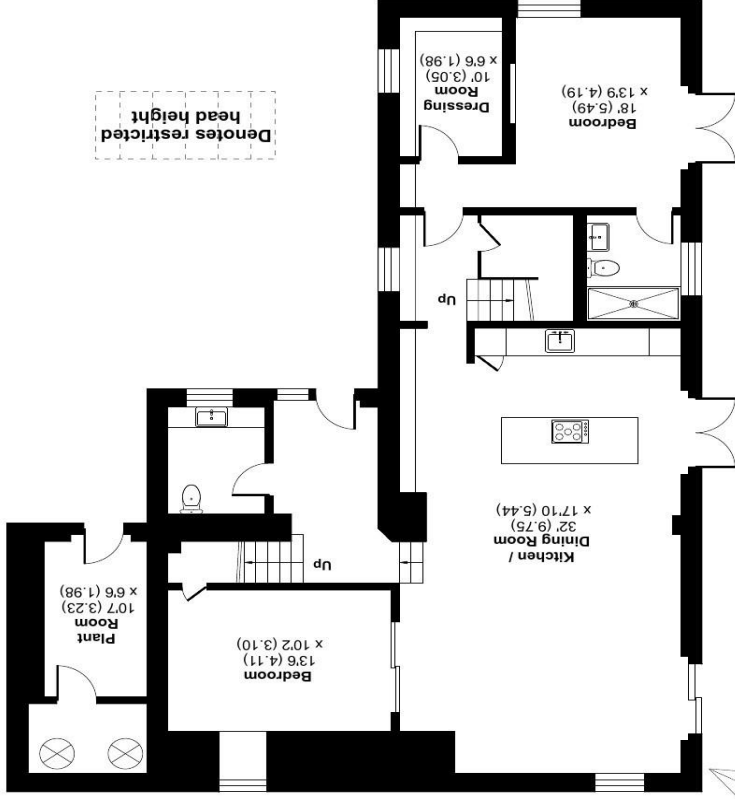 Bedroom
13'6 (4.11)
x 10'2 (3.10)
Plant
Room
10'7 (3.23)
x 6'6 (1.98)
Up
Kitchen /
Dining Room
32' (9.75)
x 17'10 (5.44)
Up
Bedroom
18' (5.49)
x 13'9 (4.19)
Dressing
Room
10' (3.05)
x 6'6 (1.98)
Denotes restricted
head height